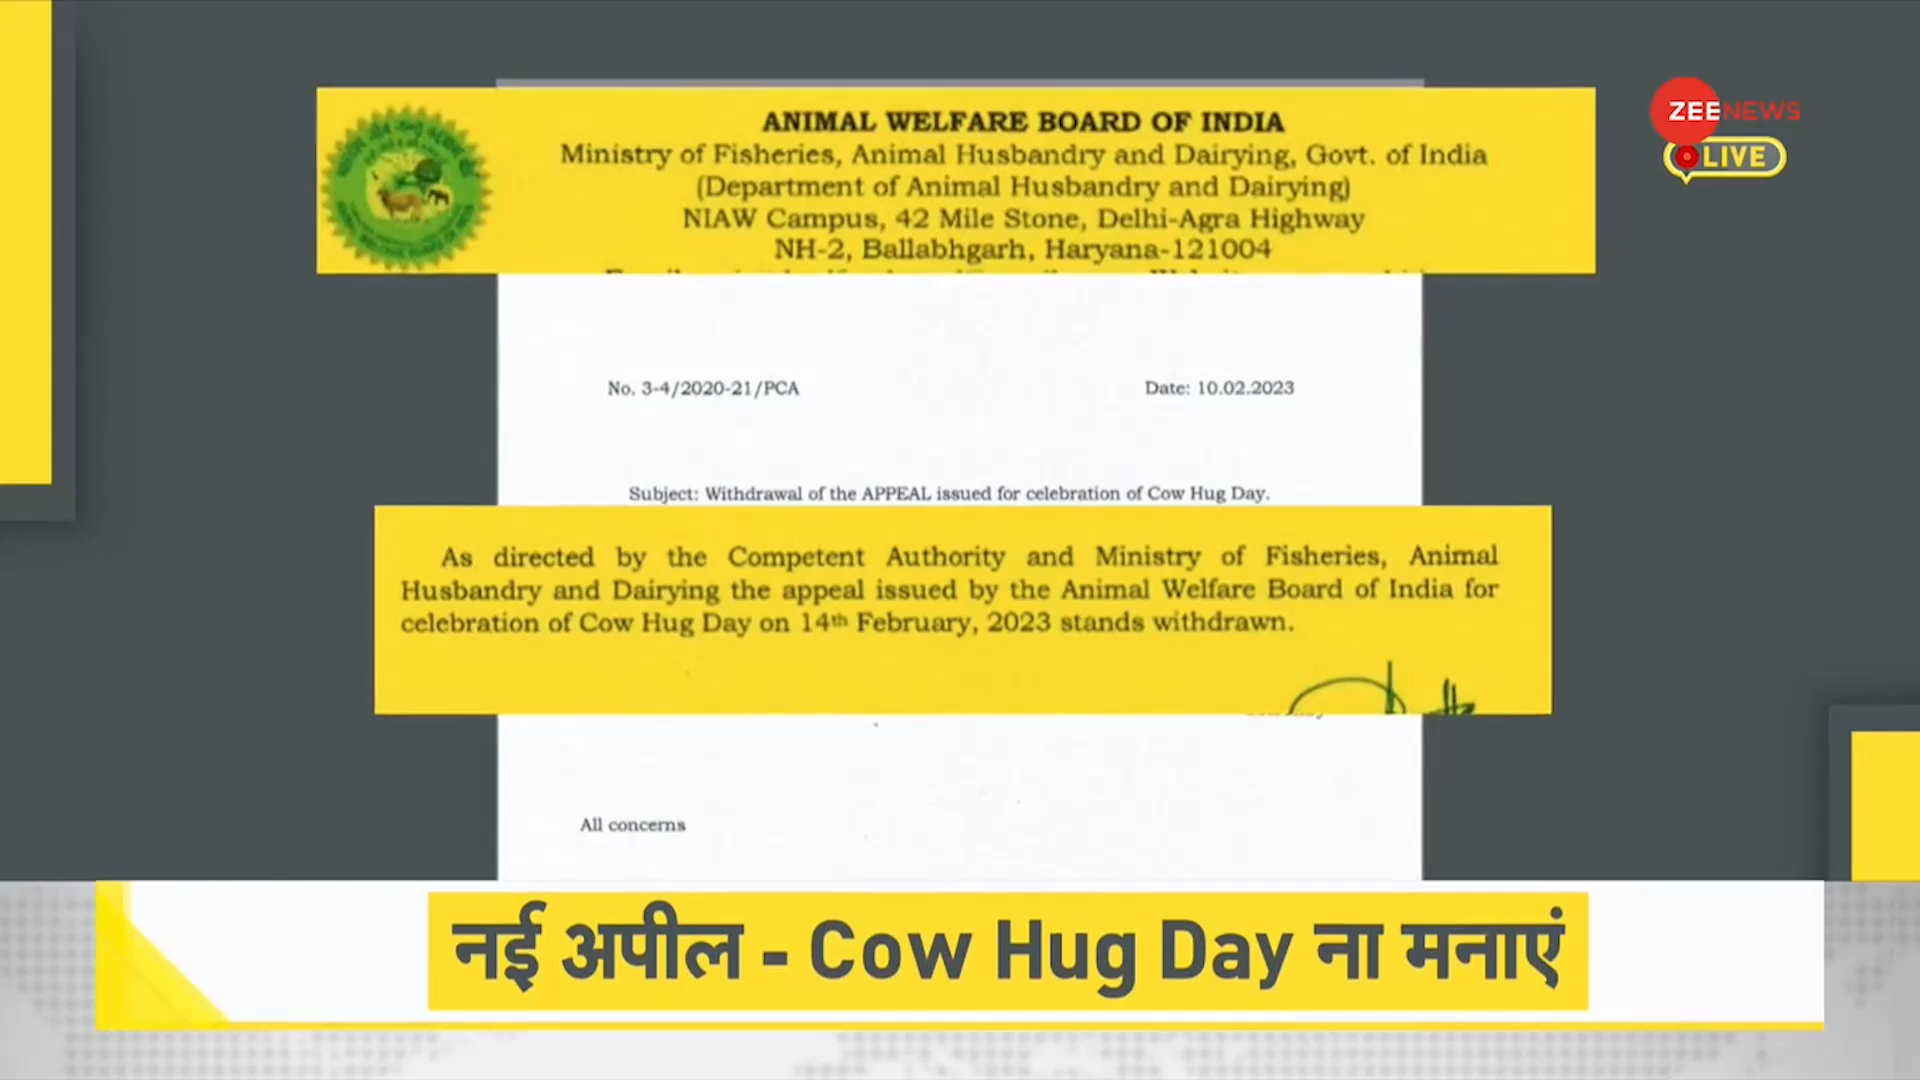 ANIMAL WELFARE BOARD OF INDIA
Ministry of Fisheries, Animal Husbandry and Dairying, Govt. of India
(Department of Animal Husbandry and Dairying)
NIAW Campus, 42 Mile Stone, Delhi-Agra Highway
NH-2, Ballabhgarh, Haryana-121004
ZEE NEWS
LIVE
No. 3-4/2020-21/PCA Date: 10.02.2023
Subject: Withdrawal of the APPEAL issued for celebration of Cow Hug Day.
As directed by the Competent Authority and Ministry of Fisheries, Animal
Husbandry and Dairying the appeal issued by the Animal Welfare Board of India for
celebration of Cow Hug Day on 14th February, 2023 stands withdrawn.
All concerns
नई अपील - Cow Hug Day ना मनाएं